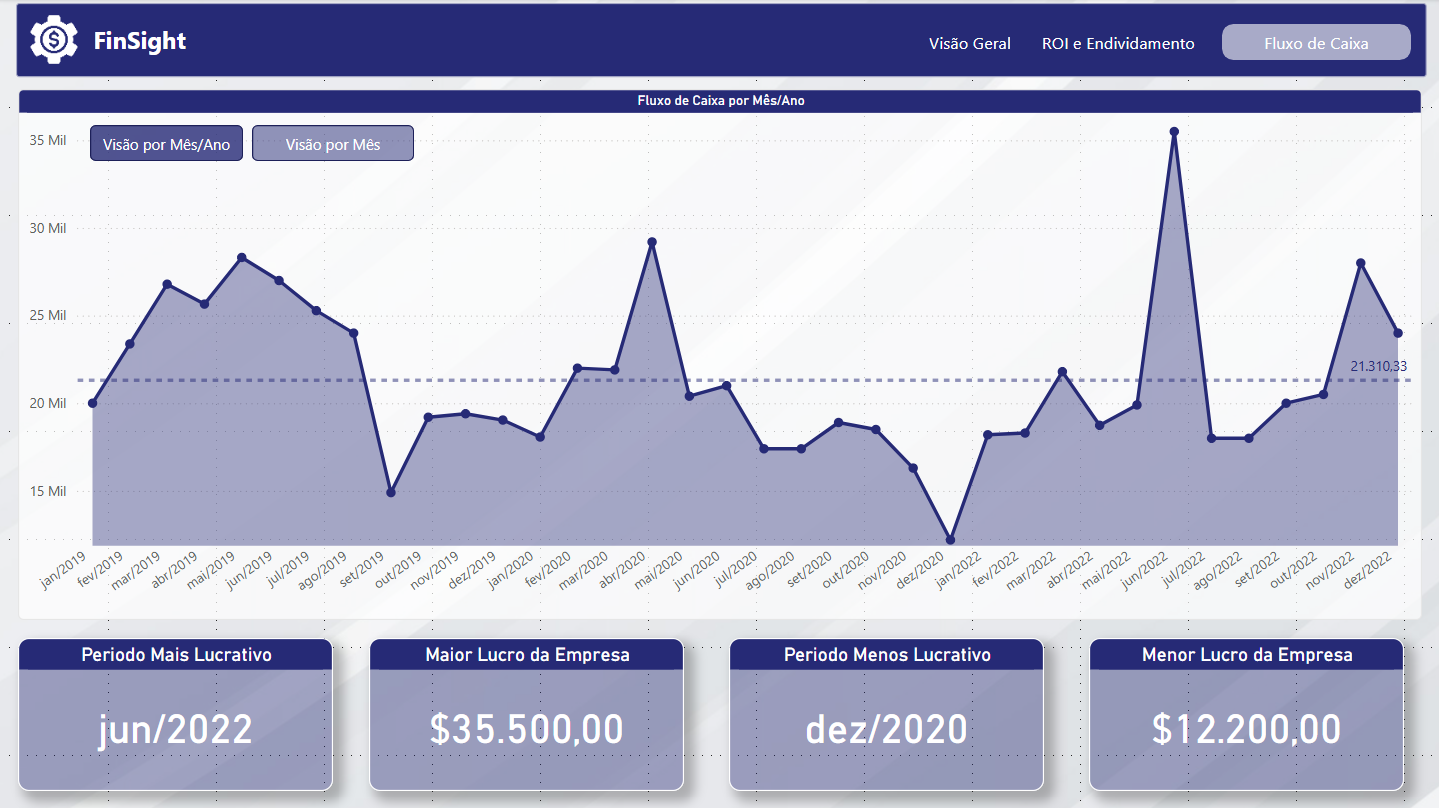 FinSight
Visão Geral
ROI e Endividamento
Fluxo de Caixa
Fluxo de Caixa por Mês/Ano
Visão por Mês/Ano
Visão por Mês
35 Mil
30 Mil
25 Mil
20 Mil
15 Mil
21.310,33
jan/2019
fev/2019
mar/2019
abr/2019
mai/2019
jun/2019
jul/2019
ago/2019
set/2019
out/2019
nov/2019
dez/2019
jan/2020
fev/2020
mar/2020
abr/2020
mai/2020
jun/2020
jul/2020
ago/2020
set/2020
out/2020
nov/2020
dez/2020
jan/2022
fev/2022
mar/2022
abr/2022
mai/2022
jun/2022
jul/2022
ago/2022
set/2022
out/2022
nov/2022
dez/2022
Periodo Mais Lucrativo
jun/2022
Maior Lucro da Empresa
$35.500,00
Periodo Menos Lucrativo
dez/2020
Menor Lucro da Empresa
$12.200,00